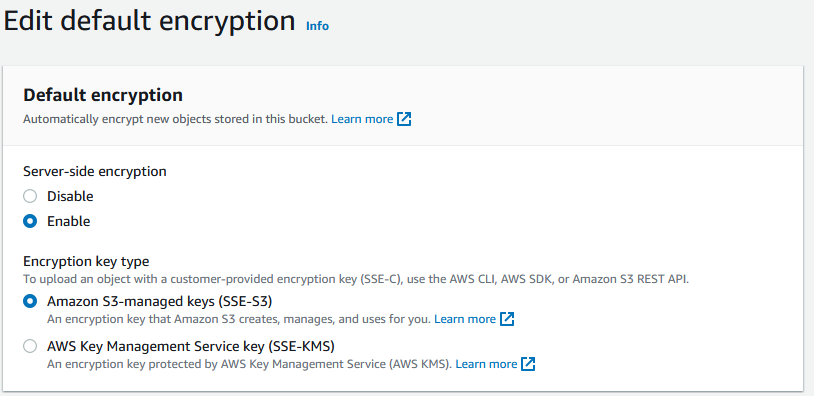 Edit default encryption Info
Default encryption
Automatically encrypt new objects stored in this bucket. Learn more
Server-side encryption
Disable
Enable
Encryption key type
To upload an object with a customer-provided encryption key (SSE-C), use the AWS CLI, AWS SDK, or Amazon S3 REST API.
Amazon S3-managed keys (SSE-S3)
An encryption key that Amazon S3 creates, manages, and uses for you. Learn more
AWS Key Management Service key (SSE-KMS)
An encryption key protected by AWS Key Management Service (AWS KMS). Learn more